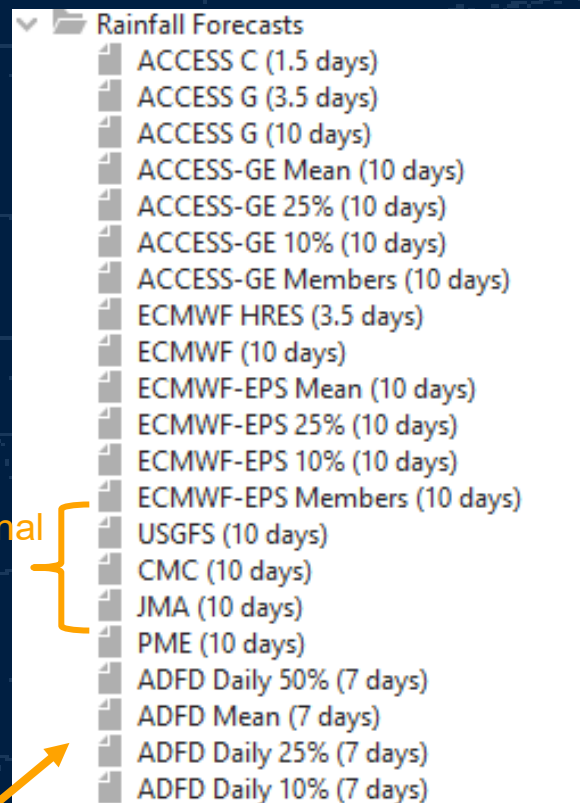 Rainfall Forecasts
ACCESS C (1.5 days)
ACCESS G (3.5 days)
ACCESS G (10 days)
ACCESS-GE Mean (10 days)
ACCESS-GE 25% (10 days)
ACCESS-GE 10% (10 days)
ACCESS-GE Members (10 days)
ECMWF HRES (3.5 days)
ECMWF (10 days)
ECMWF-EPS Mean (10 days)
ECMWF-EPS 25% (10 days)
ECMWF-EPS 10% (10 days)
ECMWF-EPS Members (10 days)
nal
USGFS (10 days)
CMC (10 days)
JMA (10 days)
PME (10 days)
ADFD Daily 50% (7 days)
ADFD Mean (7 days)
ADFD Daily 25% (7 days)
ADFD Daily 10% (7 days)